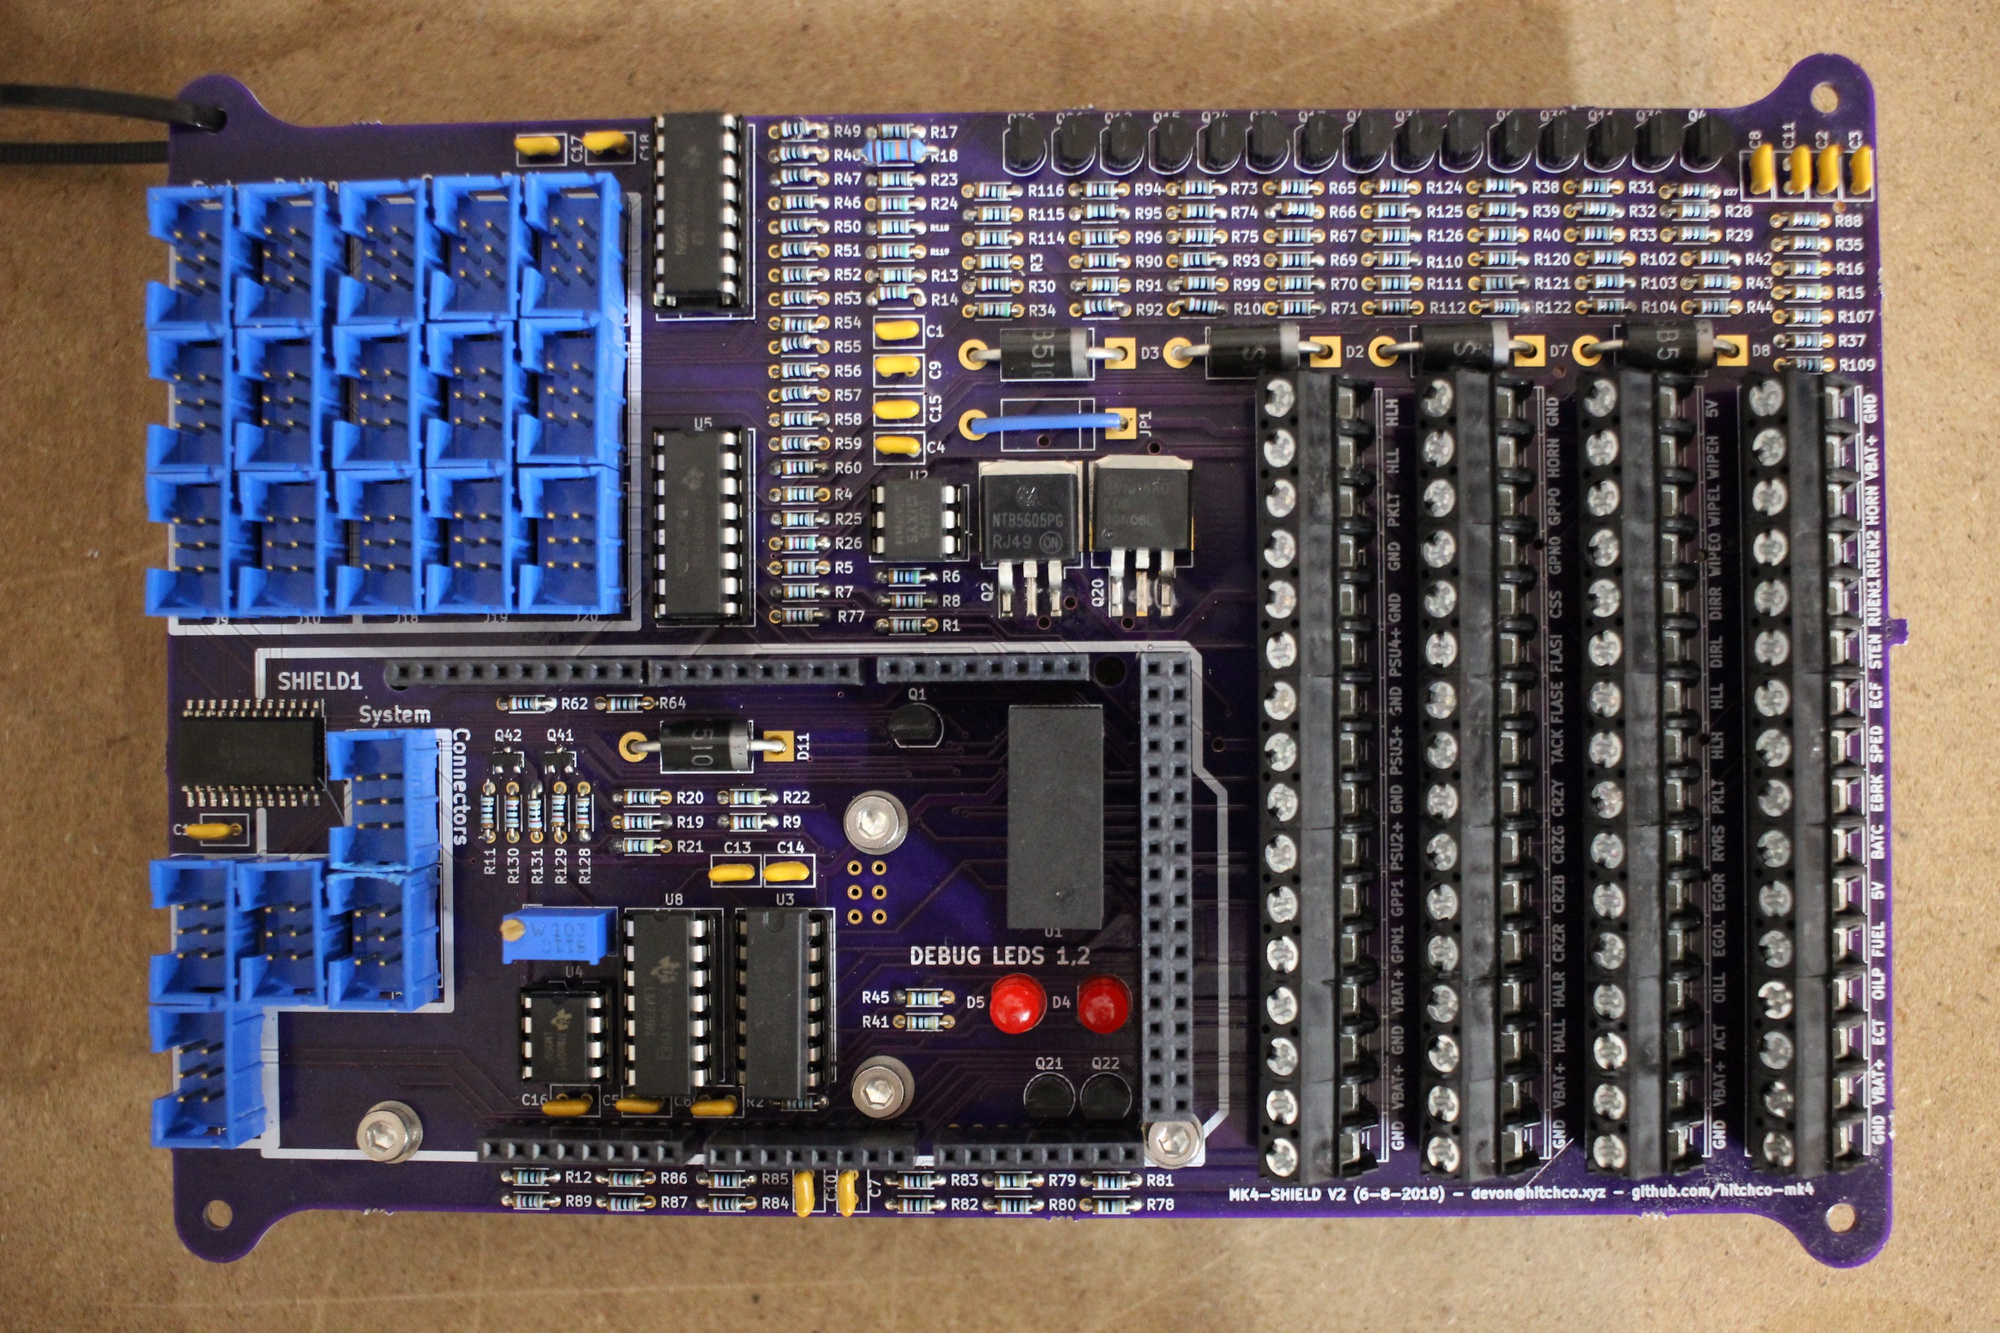 C17
R49
R17
R18
R47
R23
R46
R24
R50
R118
R51
R119
R52
R13
R53
R14
R54
C1
R55
R56
C9
R57
C15
R58
R59
C4
R60
R4
R25
R26
R5
R6
R7
R8
R77
R1
R116
R94
R73
R65
R124
R38
R31
R27
R115
R95
R74
R66
R125
R39
R32
R28
R114
R96
R75
R67
R126
R40
R33
R29
R3
R90
R93
R69
R110
R120
R102
R42
R30
R91
R99
R70
R111
R121
R103
R43
R34
R92
R71
R112
R122
R104
R44
C8
C11
C2
C3
R88
R35
R16
R15
R107
R37
R109
D3
D2
D7
D8
JP1
U5
NTB5605PG
RJ49 ON
Q2
Q20
SHIELD1
System
Connectors
R62
R64
Q1
Q42
Q41
D11
R11
R130
R131
R129
R128
R20
R22
R19
R9
R21
C13
C14
W 103
U8
U3
U4
U1
DEBUG LEDS 1,2
R45
D5
D4
R41
Q21
Q22
C16
R12
R86
R85
C10
C7
R83
R79
R81
R89
R87
R84
R82
R80
R78
HLH
HLL
PKLT
GND
GND
PSU4+
GND
PSU3+
GND
PSU2+
GPP1
GPN1
VBAT+
GND
VBAT+
GND
GND
HORN
GPPO
GPNO
CSS
FLASI
FLASE
TACK
CRZY
CRZG
CRZB
CRZR
HALR
HALL
VBAT+
GND
5V
WIPEH
WIPEL
WIPEO
DIRR
DIRL
HLL
HLH
PKLT
RVRS
EGOR
EGOL
OILL
ACT
VBAT+
GND
GND
VBAT+
HORN
RUEN2
RUEN1
STEN
ECF
SPED
EBRK
BATC
5V
FUEL
OILP
ECT
VBAT+
GND
MK4-SHIELD V2 (6-8-2018) - devon@hitchco.xyz - github.com/hitchco-mk4